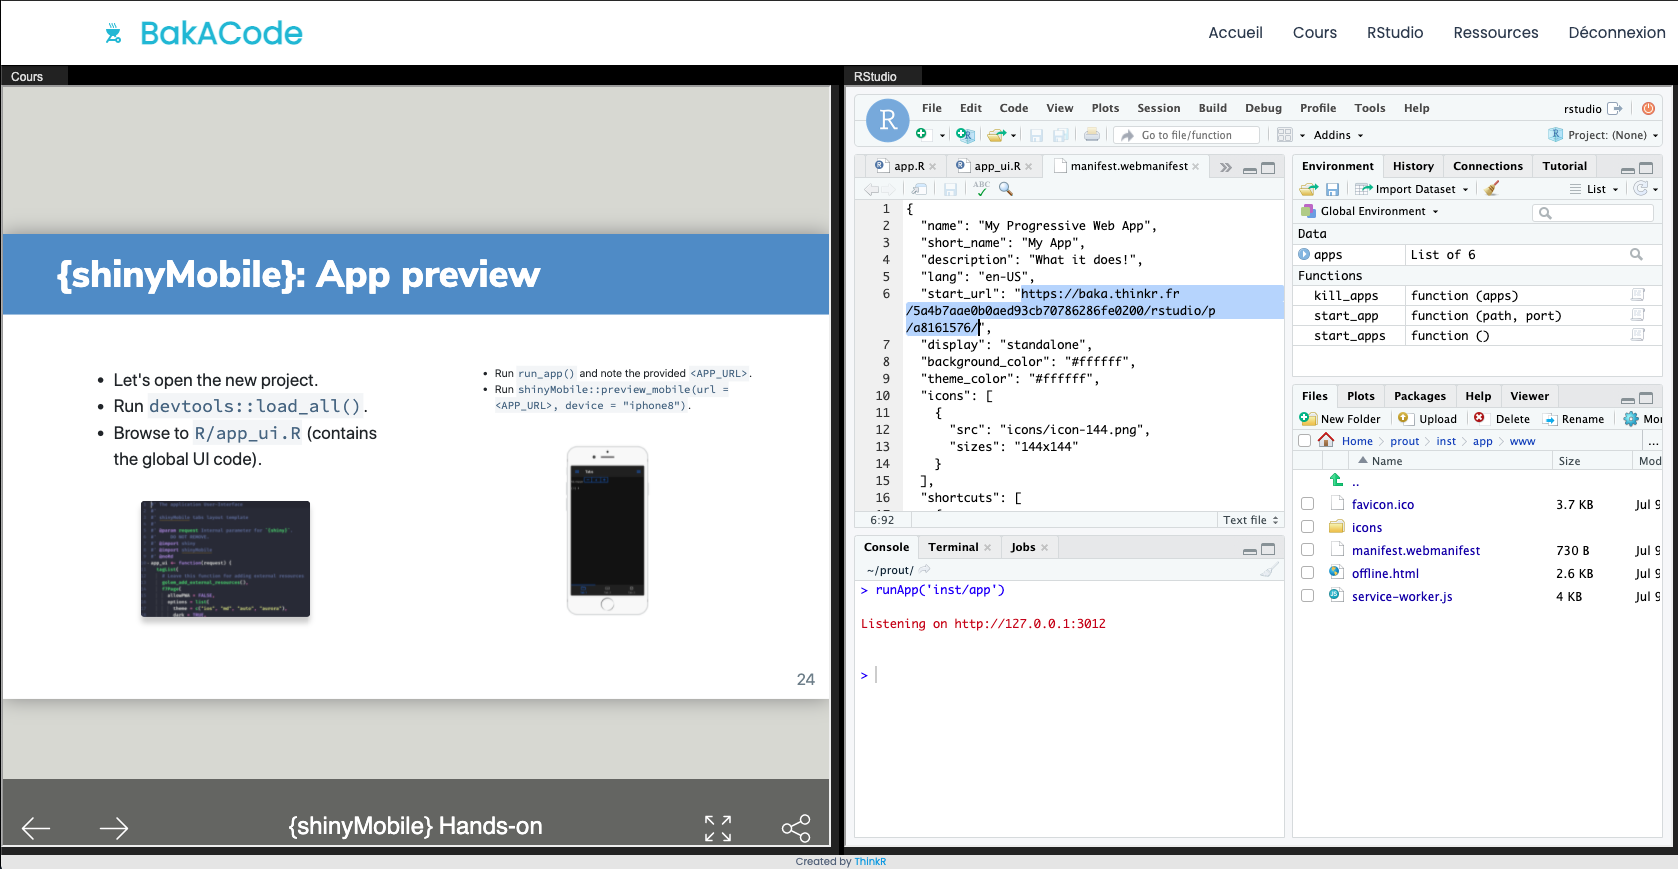 BakACode
Accueil Cours RStudio Ressources Déconnexion
Cours
{shinyMobile}: App preview
Let's open the new project.
Run devtools::load_all().
Browse to R/app_ui.R (contains
the global UI code).
Run run_app() and note the provided <APP_URL>.
Run shinyMobile::preview_mobile(url =
<APP_URL>, device = "iphone8").
24
{shinyMobile} Hands-on
RStudio
R
File Edit Code View Plots Session Build Debug Profile Tools Help
rstudio
Go to file/function
Addins
Project: (None)
app.R
app_ui.R
manifest.webmanifest
ABC
1 {
2 "name": "My Progressive Web App",
3 "short_name": "My App",
4 "description": "What it does!",
5 "lang": "en-US",
6 "start_url": "https://baka.thinkr.fr
/5a4b7aae0b0aed93cb70786286fe0200/rstudio/p
/a8161576/",
7 "display": "standalone",
8 "background_color": "#ffffff",
9 "theme_color": "#ffffff",
10 "icons": [
11 {
12 "src": "icons/icon-144.png",
13 "sizes": "144x144"
14 }
15 ],
16 "shortcuts": [
6:92
Text file
Console Terminal Jobs
~/prout/
> runApp('inst/app')
Listening on http://127.0.0.1:3012
>
Environment History Connections Tutorial
Import Dataset
List
Global Environment
Data
apps List of 6
Functions
kill_apps function (apps)
start_app function (path, port)
start_apps function ()
Files Plots Packages Help Viewer
New Folder Upload Delete Rename Mor
Home prout inst app www
...
Name Size Mod
..
favicon.ico 3.7 KB Jul 9
icons
manifest.webmanifest 730 B Jul 9
offline.html 2.6 KB Jul 9
service-worker.js 4 KB Jul 9
Created by ThinkR